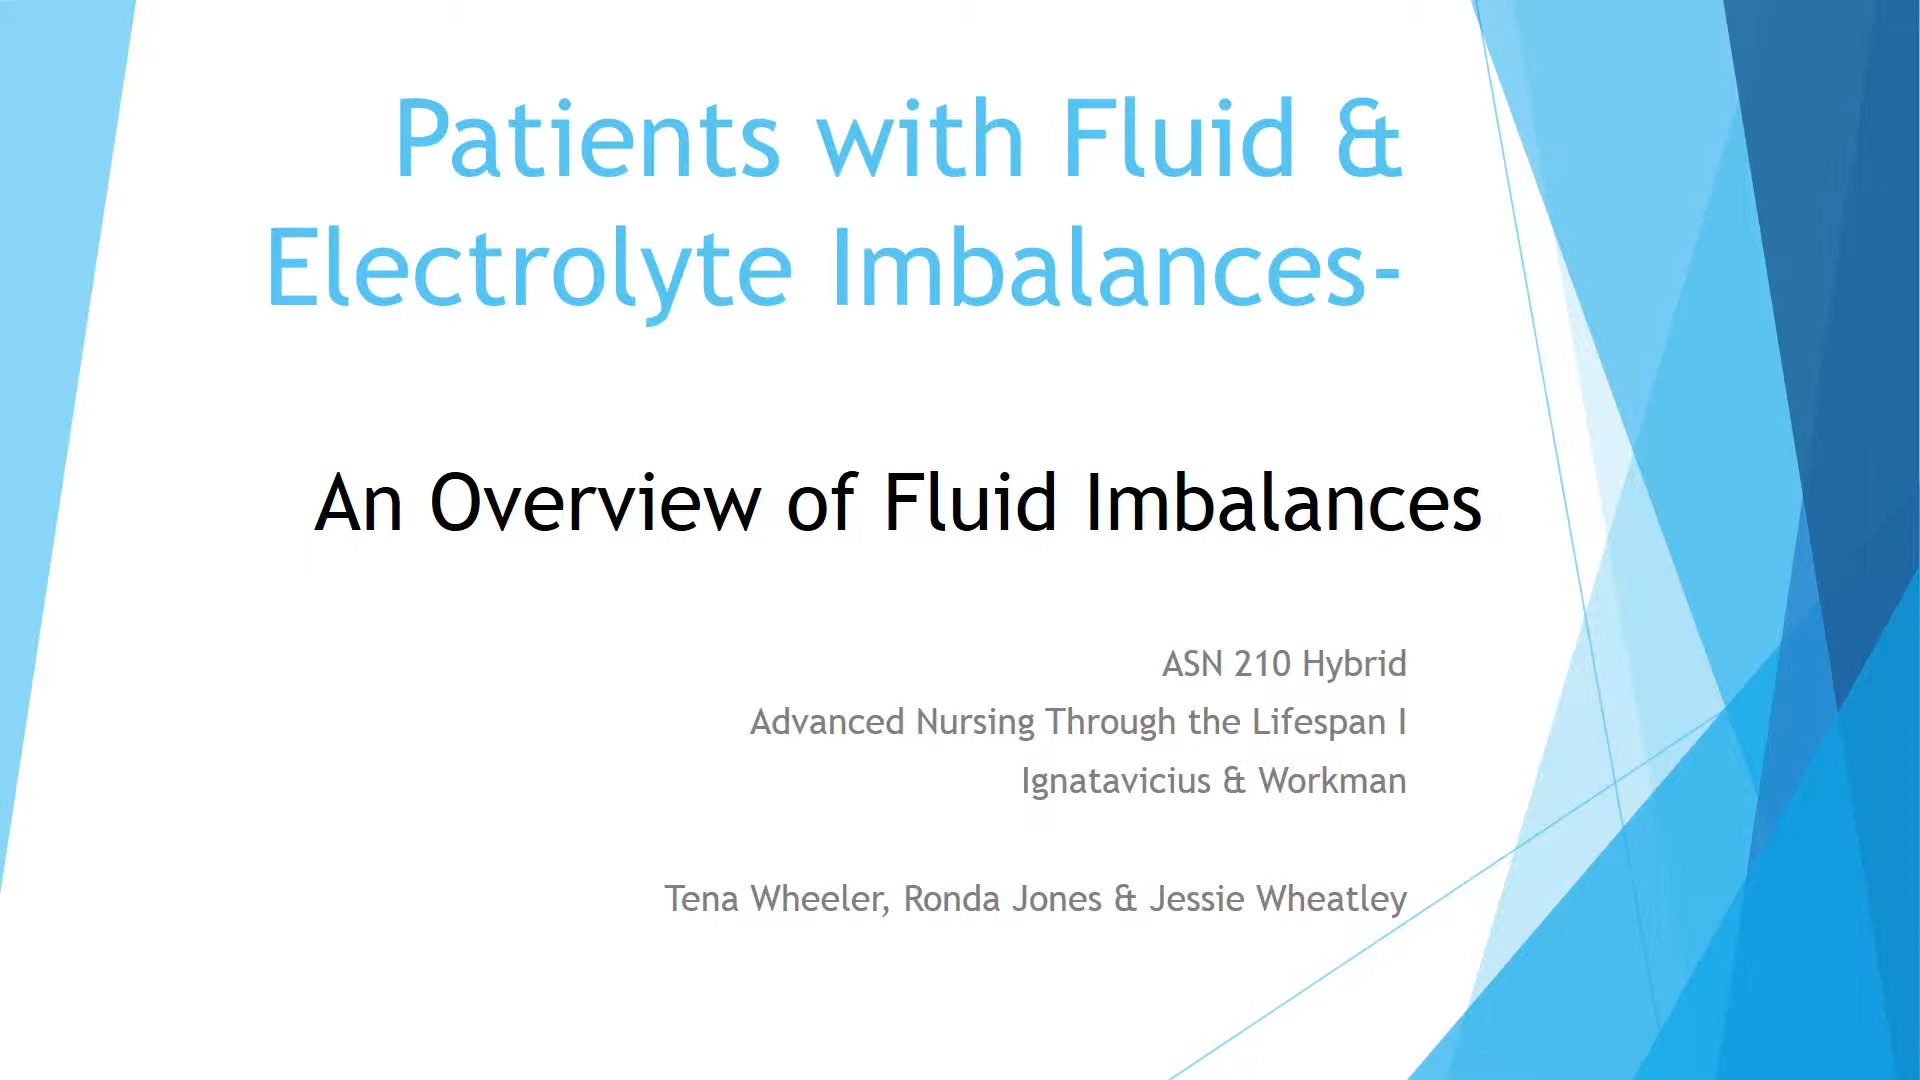 Patients with Fluid &
Electrolyte Imbalances-
An Overview of Fluid Imbalances
ASN 210 Hybrid
Advanced Nursing Through the Lifespan I
Ignatavicius & Workman
Tena Wheeler, Ronda Jones & Jessie Wheatley